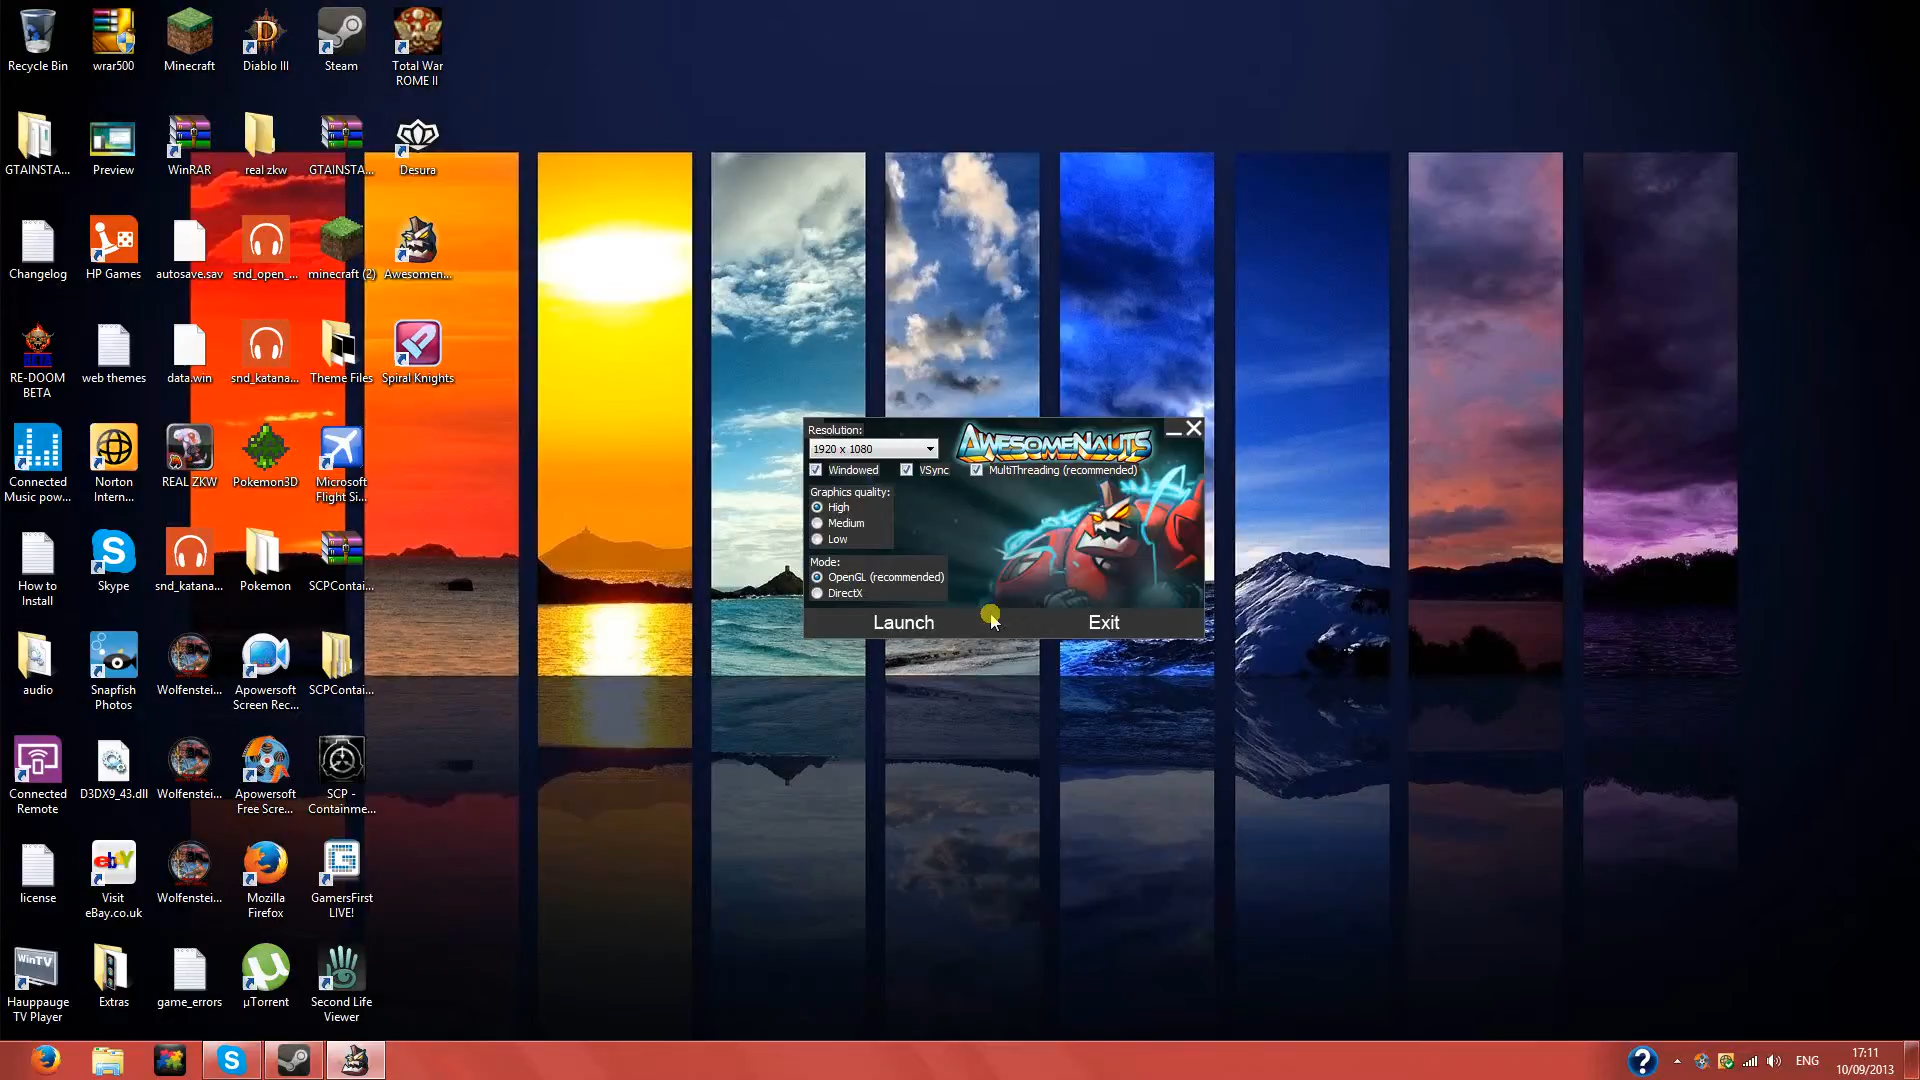 Recycle Bin
wrar500
Minecraft
Diablo III
Steam
Total War
ROME II
GTAINSTA...
Preview
WinRAR
real zkw
GTAINSTA...
Desura
Changelog
HP Games
autosave.sav
snd_open_...
minecraft (2)
Awesomen...
RE-DOOM
BETA
web themes
data.win
snd_katana...
Theme Files
Spiral Knights
Connected
Music pow...
Norton
Intern...
REAL ZKW
Pokemon3D
Microsoft
Flight Si...
How to
Install
Skype
snd_katana...
Pokemon
SCPContai...
audio
Snapfish
Photos
Wolfenstei...
Apowersoft
Screen Rec...
SCPContai...
Connected
Remote
D3DX9_43.dll
Wolfenstei...
Apowersoft
Free Scre...
SCP -
Containme...
license
Visit
eBay.co.uk
Wolfenstei...
Mozilla
Firefox
GamersFirst
LIVE!
WinTV
Hauppauge
TV Player
Extras
game_errors
µTorrent
Second Life
Viewer
Resolution:
1920 x 1080
AWESOMENAUTS
Windowed
VSync
MultiThreading (recommended)
Graphics quality:
High
Medium
Low
Mode:
OpenGL (recommended)
DirectX
Launch
Exit
ENG
17:11
10/09/2013